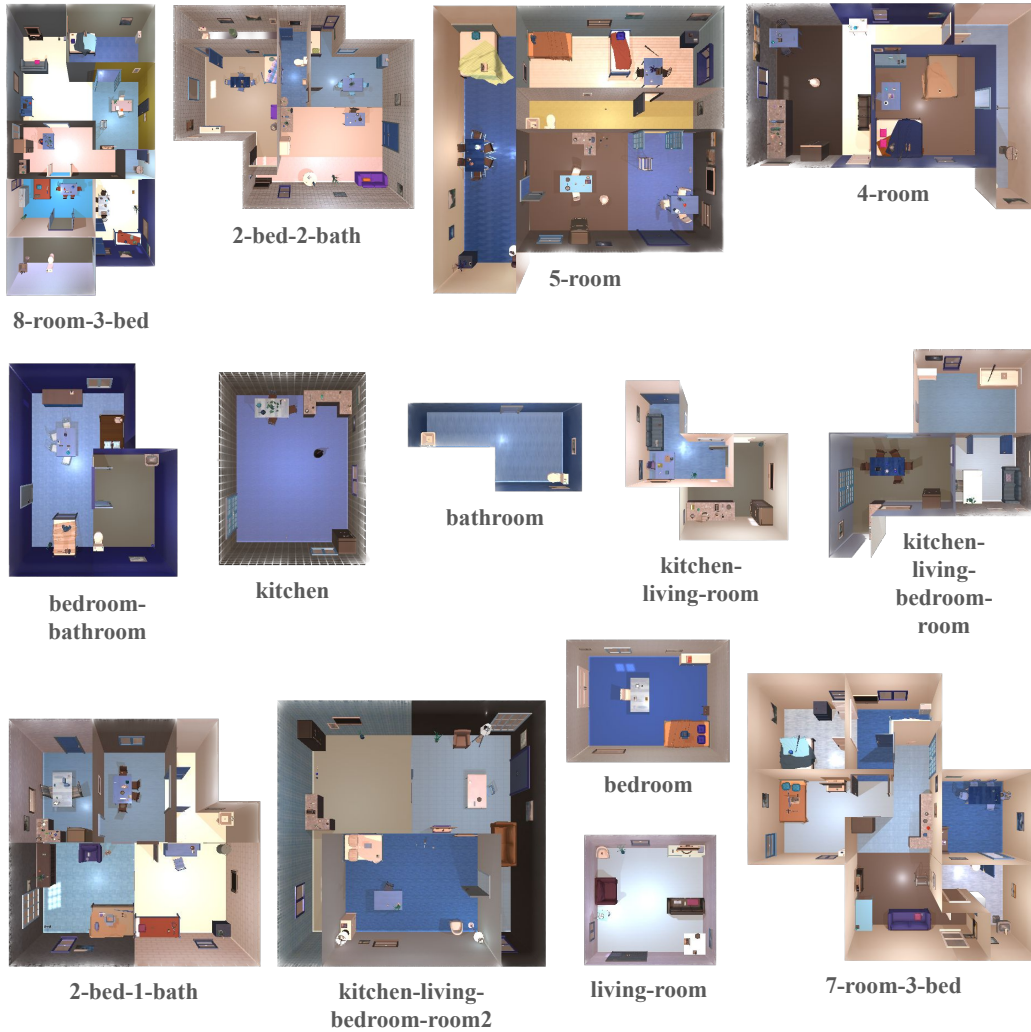 2-bed-2-bath
4-room
5-room
8-room-3-bed
bedroom-
bathroom
kitchen
bathroom
kitchen-
living-room
kitchen-
living-
bedroom-
room
bedroom
2-bed-1-bath
kitchen-living-
bedroom-room2
living-room
7-room-3-bed